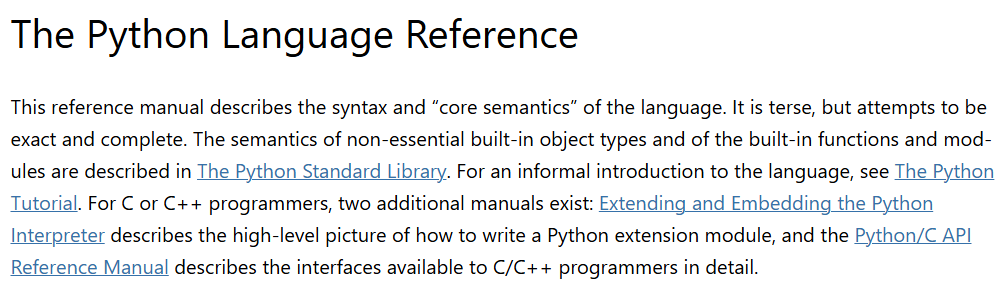 The Python Language Reference
This reference manual describes the syntax and “core semantics” of the language. It is terse, but attempts to be
exact and complete. The semantics of non-essential built-in object types and of the built-in functions and mod-
ules are described in The Python Standard Library. For an informal introduction to the language, see The Python
Tutorial. For C or C++ programmers, two additional manuals exist: Extending and Embedding the Python
Interpreter describes the high-level picture of how to write a Python extension module, and the Python/C API
Reference Manual describes the interfaces available to C/C++ programmers in detail.